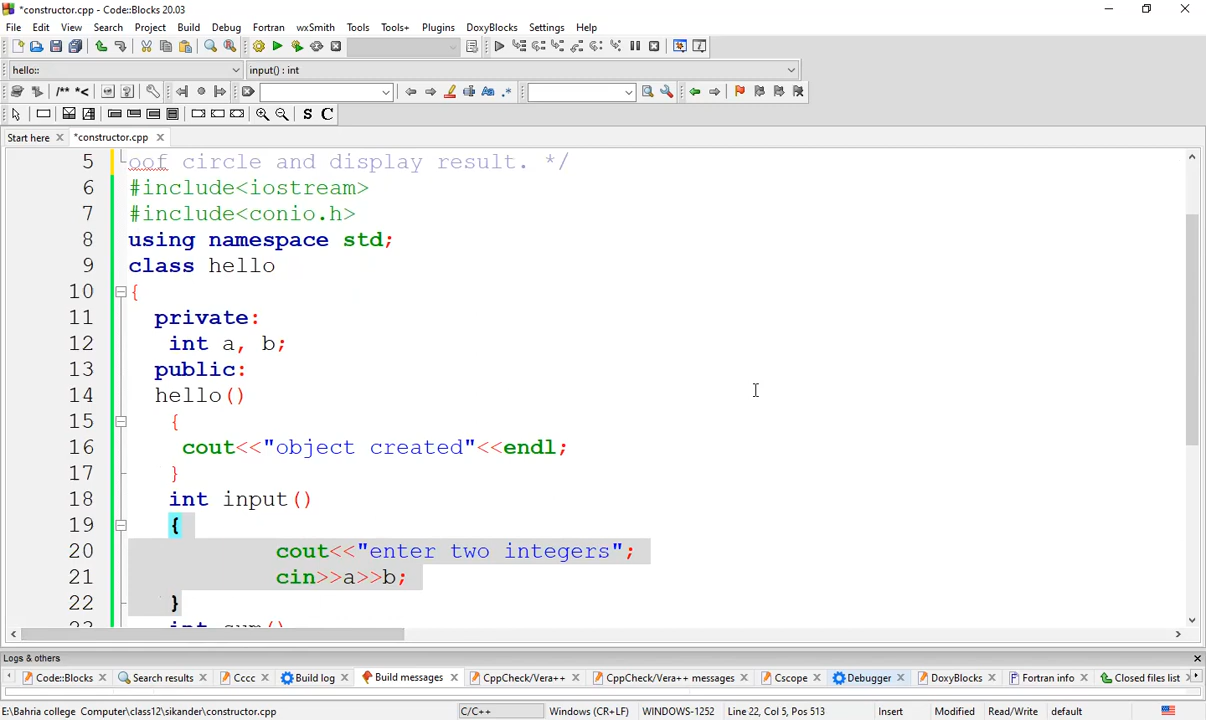 *constructor.cpp - Code::Blocks 20.03
File Edit View Search Project Build Debug Fortran wxSmith Tools Tools+ Plugins DoxyBlocks Settings Help
hello:: input() : int
/** *<
Aa .*
S C
Start here *constructor.cpp
5 oof circle and display result. */
6 #include<iostream>
7 #include<conio.h>
8 using namespace std;
9 class hello
10 {
11 private:
12 int a, b;
13 public:
14 hello()
15 {
16 cout<<"object created"<<endl;
17 }
18 int input()
19 {
20 cout<<"enter two integers";
21 cin>>a>>b;
22 }
23 int sum()
Logs & others
Code::Blocks Search results Cccc Build log Build messages CppCheck/Vera++ CppCheck/Vera++ messages Cscope Debugger DoxyBlocks Fortran info Closed files list
E:\Bahria college Computer\class12\sikander\constructor.cpp C/C++ Windows (CR+LF) WINDOWS-1252 Line 22, Col 5, Pos 513 Insert Modified Read/Write default